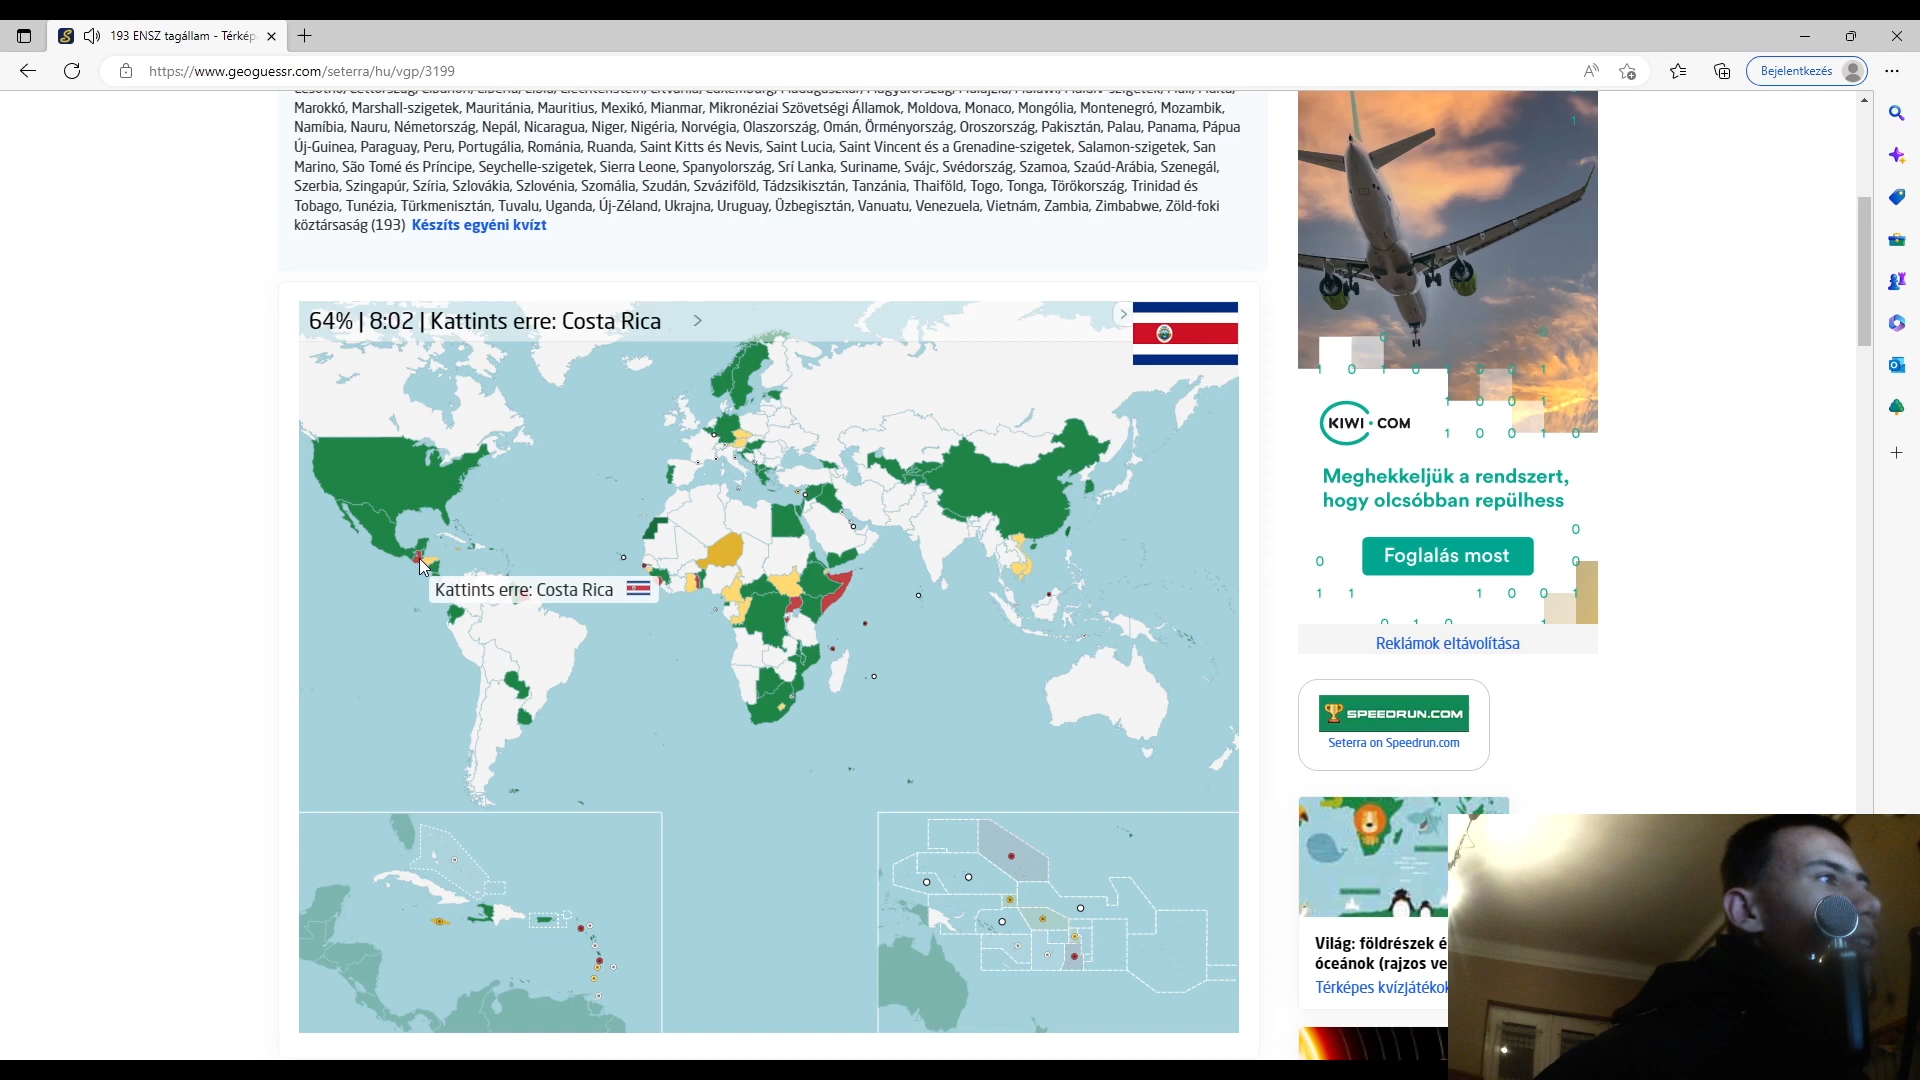 193 ENSZ tagállam - Térkép
https://www.geoguessr.com/seterra/hu/vgp/3199
Bejelentkezés
Marokkó, Marshall-szigetek, Mauritánia, Mauritius, Mexikó, Mianmar, Mikronéziai Szövetségi Államok, Moldova, Monaco, Mongólia, Montenegró, Mozambik,
Namíbia, Nauru, Németország, Nepál, Nicaragua, Niger, Nigéria, Norvégia, Olaszország, Omán, Örményország, Oroszország, Pakisztán, Palau, Panama, Pápua
Új-Guinea, Paraguay, Peru, Portugália, Románia, Ruanda, Saint Kitts és Nevis, Saint Lucia, Saint Vincent és a Grenadine-szigetek, Salamon-szigetek, San
Marino, São Tomé és Príncipe, Seychelle-szigetek, Sierra Leone, Spanyolország, Srí Lanka, Suriname, Svájc, Svédország, Szamoa, Szaúd-Arábia, Szenegál,
Szerbia, Szingapúr, Szíria, Szlovákia, Szlovénia, Szomália, Szudán, Szváziföld, Tádzsikisztán, Tanzánia, Thaiföld, Togo, Tonga, Törökország, Trinidad és
Tobago, Tunézia, Türkmenisztán, Tuvalu, Uganda, Új-Zéland, Ukrajna, Uruguay, Üzbegisztán, Vanuatu, Venezuela, Vietnám, Zambia, Zimbabwe, Zöld-foki
köztársaság (193) Készíts egyéni kvízt
64% | 8:02 | Kattints erre: Costa Rica
Kattints erre: Costa Rica
KIWI.COM
Meghekkeljük a rendszert,
hogy olcsóbban repülhess
Foglalás most
Reklámok eltávolítása
SPEEDRUN.COM
Seterra on Speedrun.com
Világ: földrészek é
óceánok (rajzos ve
Térképes kvízjátékok